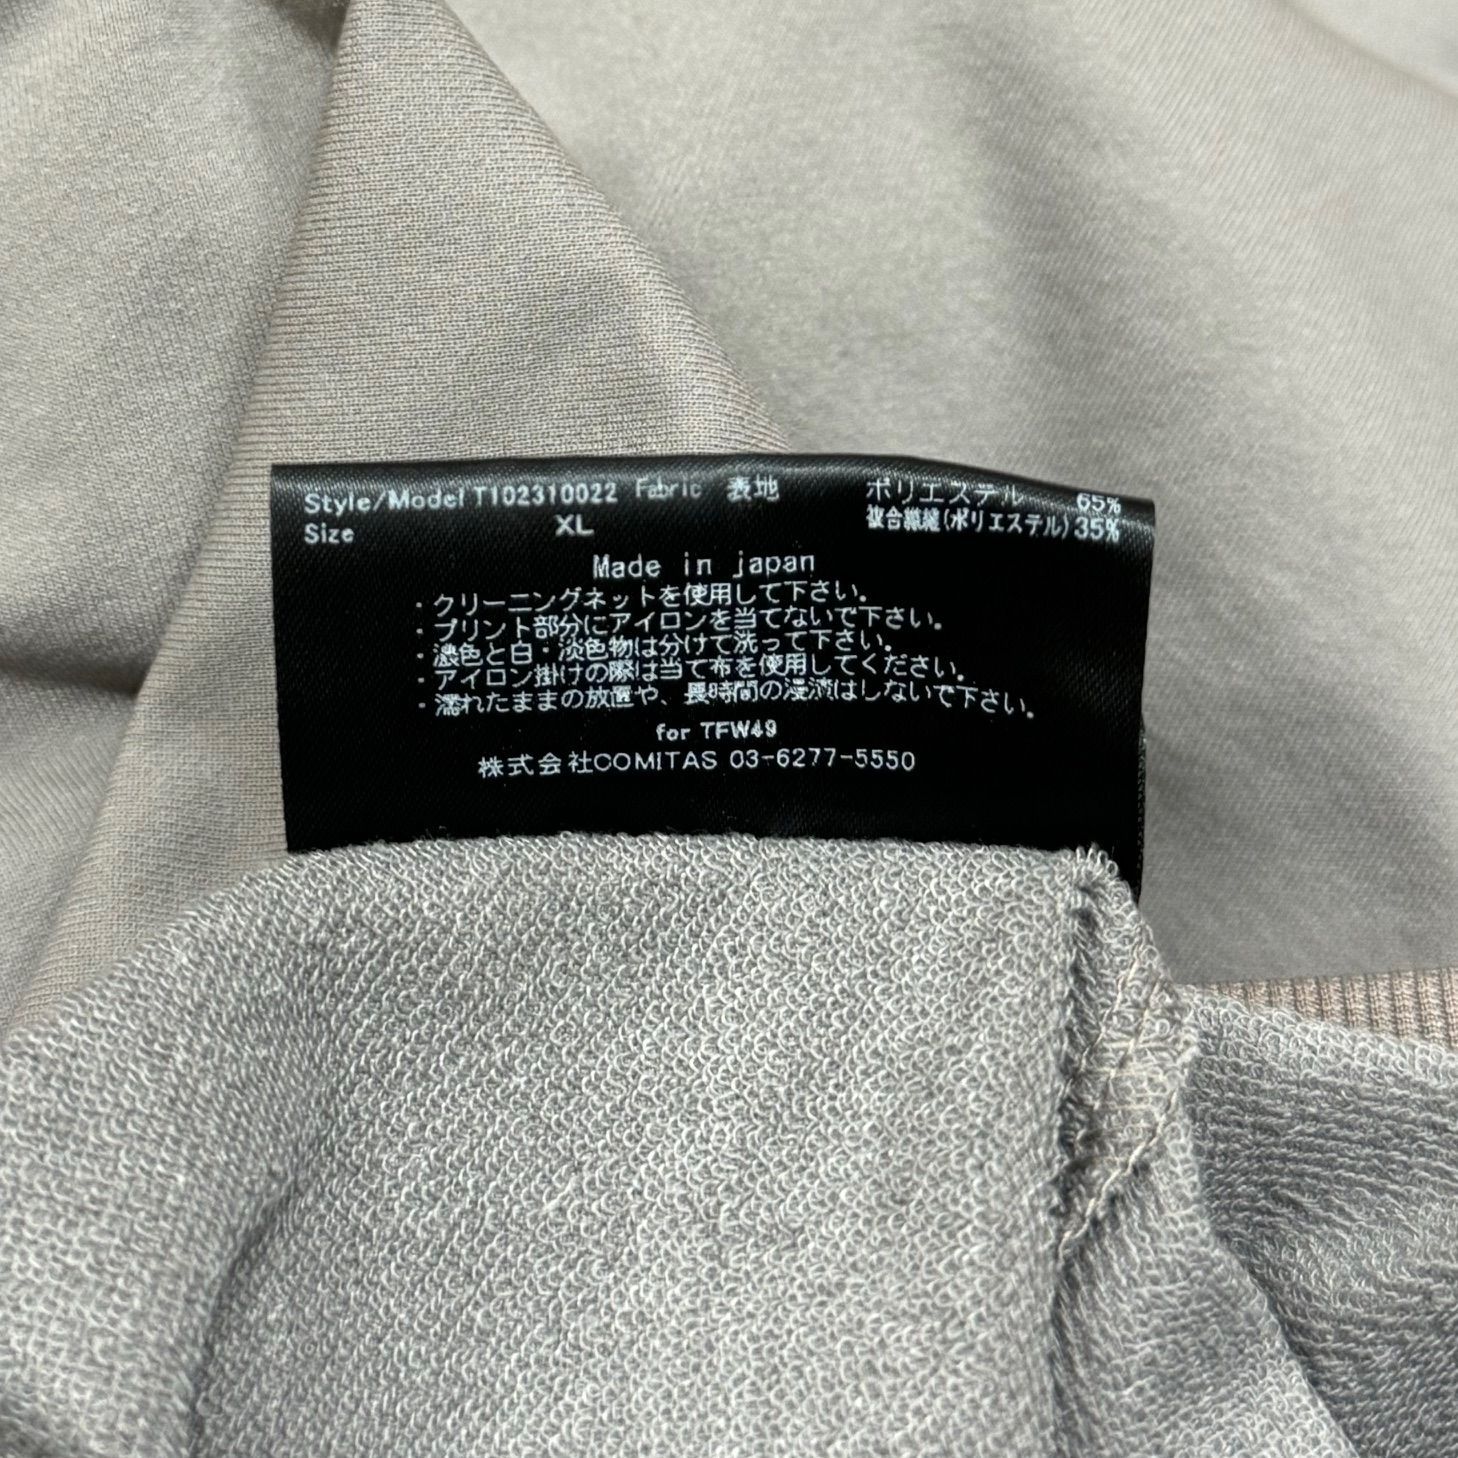 Style/Model T102310022 Fabric 表地 ポリエステル 65%
Size XL 複合繊維(ポリエステル) 35%
Made in japan
・クリーニングネットを使用して下さい。
・プリント部分にアイロンを当てないで下さい。
・濃色と白・淡色物は分けて洗って下さい。
・アイロン掛けの際は当て布を使用してください。
・濡れたままの放置や、長時間の浸漬はしないで下さい。
for TFW49
株式会社COMITAS 03-6277-5550